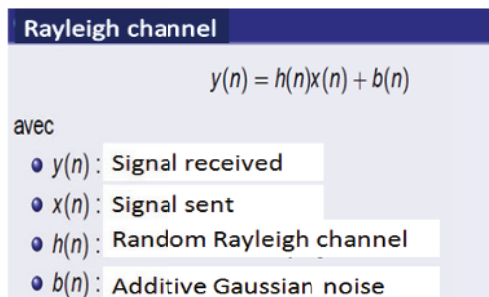 Rayleigh channel
y(n) = h(n)x(n) + b(n)
avec
y(n) : Signal received
x(n) : Signal sent
h(n) : Random Rayleigh channel
b(n) : Additive Gaussian noise